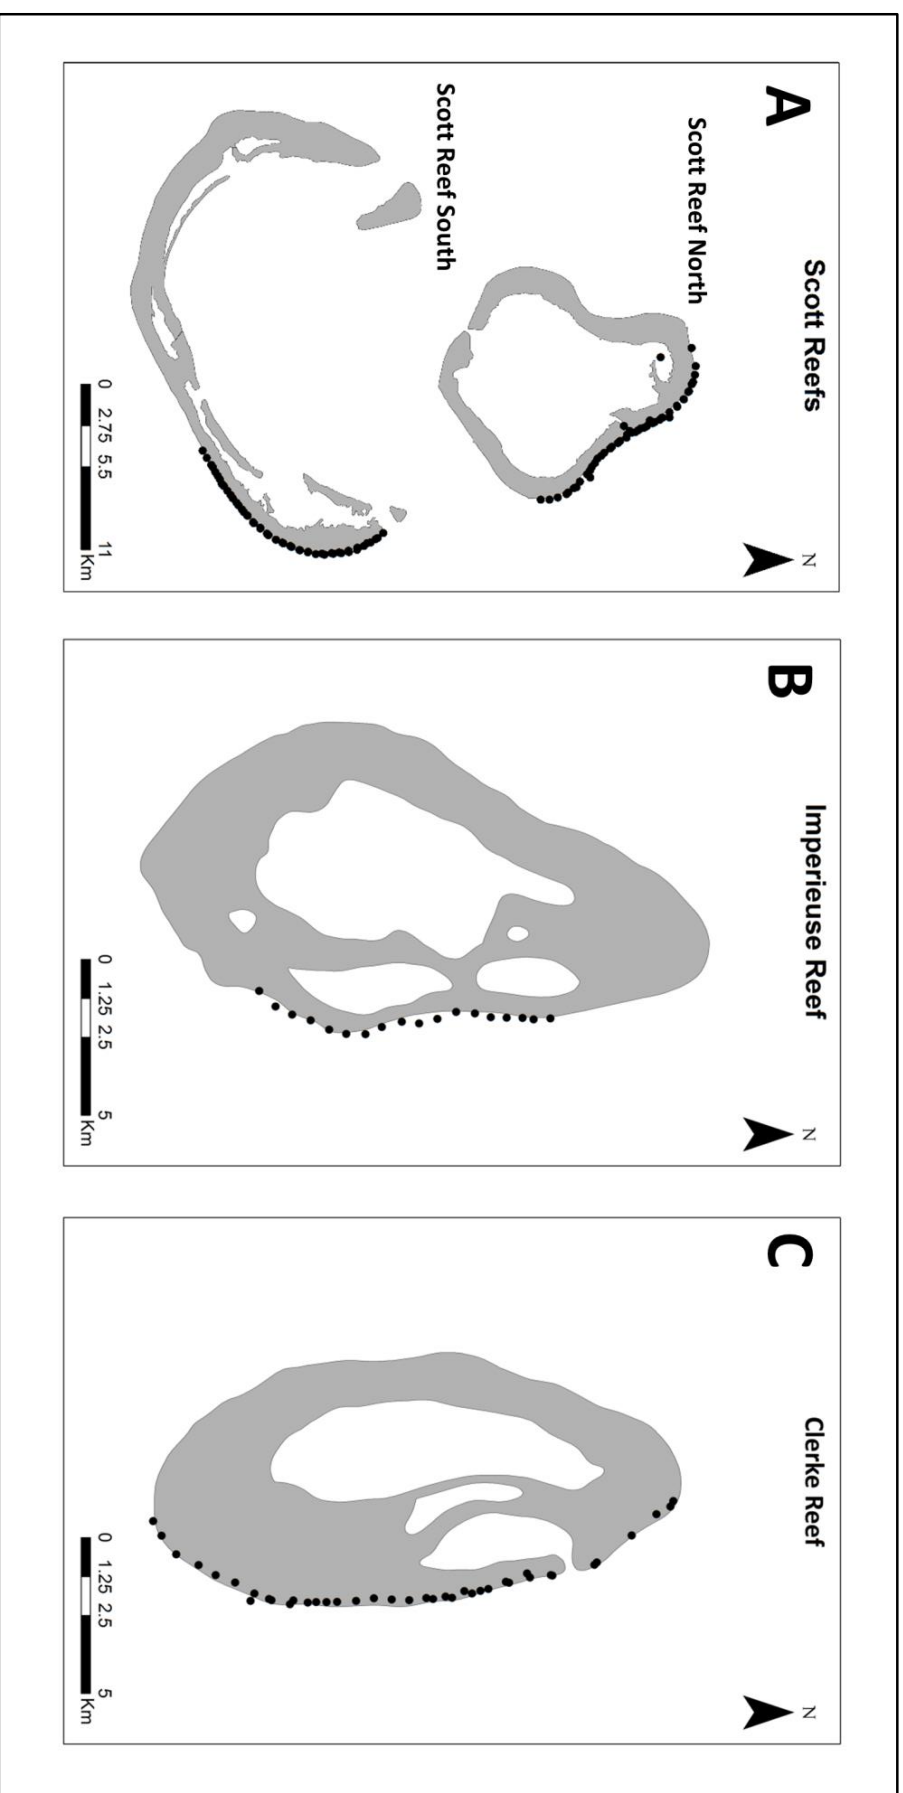 A
Scott Reefs
Scott Reef North
Scott Reef South
N
0 2.75 5.5 11
Km
B
Imperieuse Reef
N
0 1.25 2.5 5
Km
C
Clerke Reef
N
0 1.25 2.5 5
Km